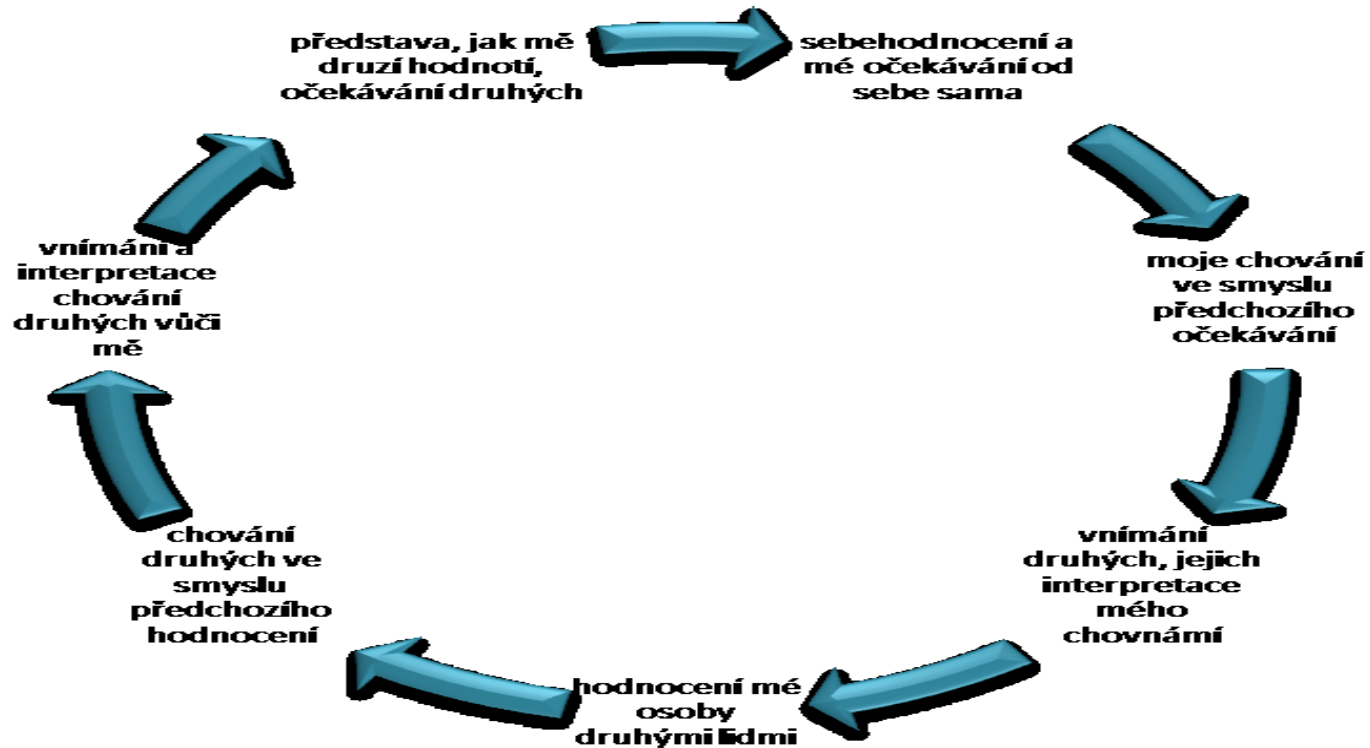 představa, jak mě
druzí hodnotí,
očekávání druhých
sebehodnocení a
mé očekávání od
sebe sama
moje chování
ve smyslu
předchozího
očekávání
vnímání
druhých, jejich
interpretace
mého
chovnámí
hodnocení mé
osoby
druhými lidmi
chování
druhých ve
smyslu
předchozího
hodnocení
vnímání a
interpretace
chování
druhých vůči
mě